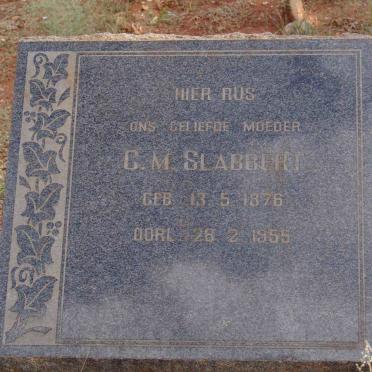 HIER RUS
ONS GELIEFDE MOEDER
C. M. SLABBERT
GEB. 13. 5. 1876
OORL. 28. 2. 1955